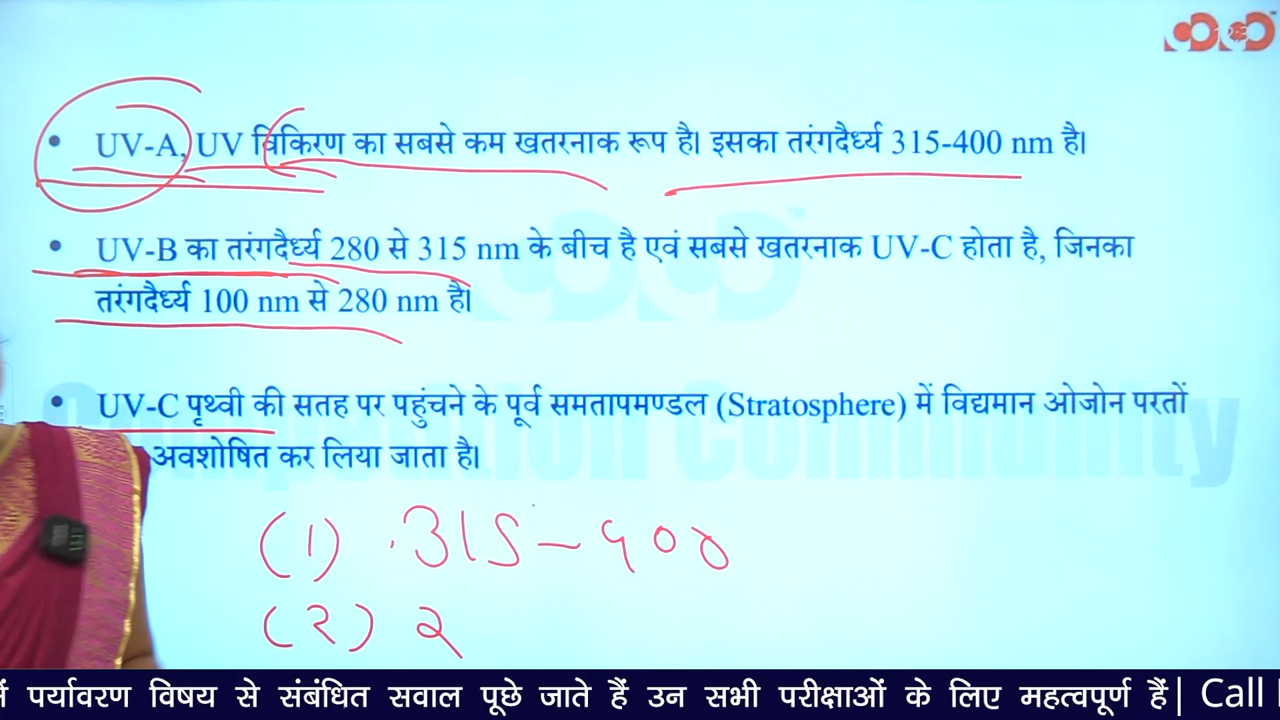 • UV-A, UV विकिरण का सबसे कम खतरनाक रूप है। इसका तरंगदैर्ध्य 315-400 nm है।
• UV-B का तरंगदैर्ध्य 280 से 315 nm के बीच है एवं सबसे खतरनाक UV-C होता है, जिनका
तरंगदैर्ध्य 100 nm से 280 nm है।
• UV-C पृथ्वी की सतह पर पहुंचने के पूर्व समतापमण्डल (Stratosphere) में विद्यमान ओजोन परतों
अवशोषित कर लिया जाता है।
Community
(1) 315-400
(2) 2
पर्यावरण विषय से संबंधित सवाल पूछे जाते हैं उन सभी परीक्षाओं के लिए महत्वपूर्ण हैं| Call